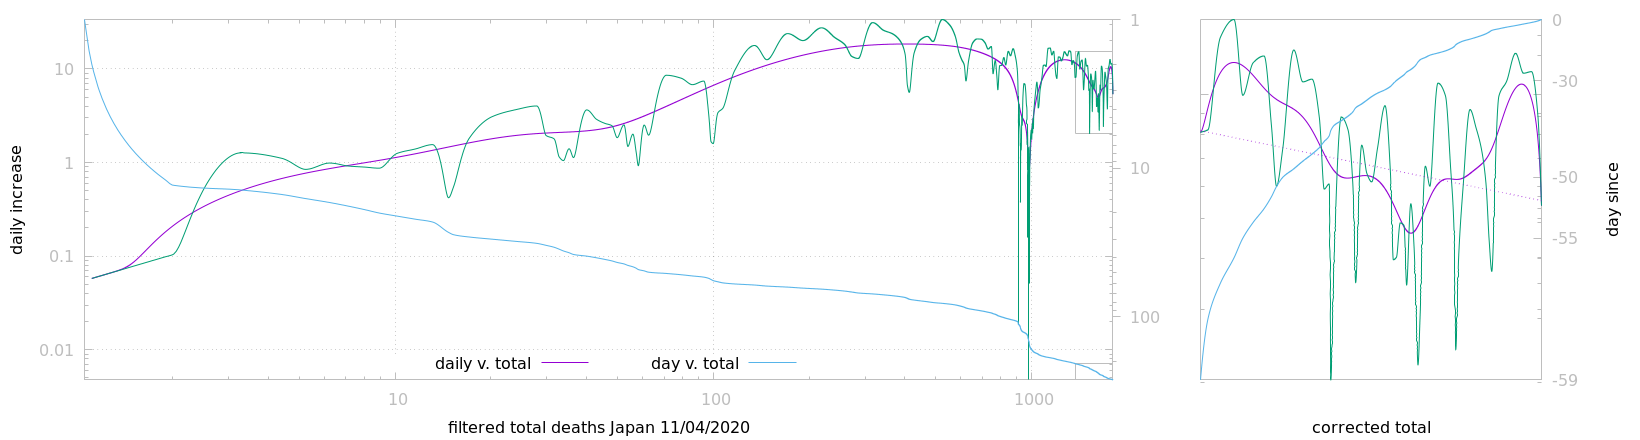 daily increase
10
1
0.1
0.01
daily v. total
day v. total
10
100
1000
filtered total deaths Japan 11/04/2020
1
10
100
0
-30
-50
-55
-59
day since
corrected total